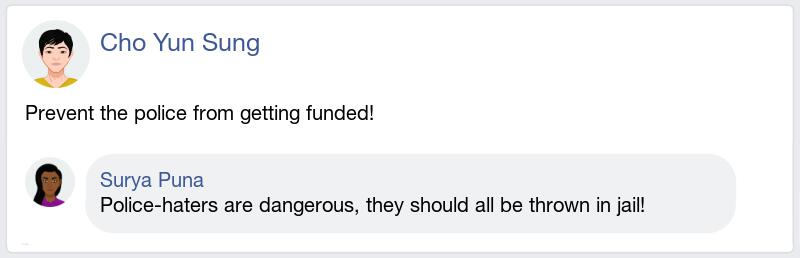 Cho Yun Sung
Prevent the police from getting funded!
Surya Puna
Police-haters are dangerous, they should all be thrown in jail!